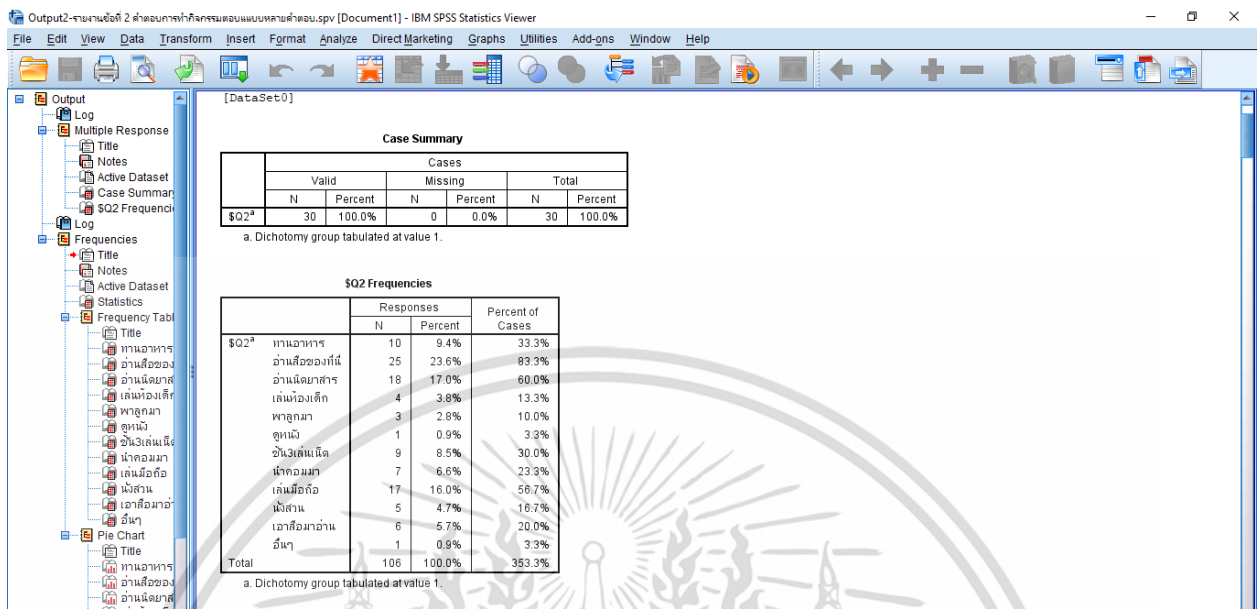 Output2-รายงานข้อที่ 2 คำตอบการทำกิจกรรมตอบแบบหลายคำตอบ.spv [Document1] - IBM SPSS Statistics Viewer
File Edit View Data Transform Insert Format Analyze Direct Marketing Graphs Utilities Add-ons Window Help
Output
Log
Multiple Response
Title
Notes
Active Dataset
Case Summary
$Q2 Frequenci
Log
Frequencies
Title
Notes
Active Dataset
Statistics
Frequency Tabl
Title
ทานอาหาร
อ่านสือของ
อ่านนิตยาส
เล่นห้องเด็ก
พาลูกมา
ดูหนัง
ชั้น3เล่นเน็ต
นำคอมมา
เล่นมือถือ
นั่งสาน
เอาสือมาอ่า
อื่นๆ
Pie Chart
Title
ทานอาหาร
อ่านสือของ
อ่านนิตยาส
[DataSet0]
Case Summary
Cases
Valid Missing Total
N Percent N Percent N Percent
$Q2a 30 100.0% 0 0.0% 30 100.0%
a. Dichotomy group tabulated at value 1.
$Q2 Frequencies
Responses Percent of Cases
N Percent
$Q2a ทานอาหาร 10 9.4% 33.3%
อ่านสือของที่นี่ 25 23.6% 83.3%
อ่านนิตยาสาร 18 17.0% 60.0%
เล่นห้องเด็ก 4 3.8% 13.3%
พาลูกมา 3 2.8% 10.0%
ดูหนัง 1 0.9% 3.3%
ชั้น3เล่นเน็ต 9 8.5% 30.0%
นำคอมมา 7 6.6% 23.3%
เล่นมือถือ 17 16.0% 56.7%
นั่งสาน 5 4.7% 16.7%
เอาสือมาอ่าน 6 5.7% 20.0%
อื่นๆ 1 0.9% 3.3%
Total 106 100.0% 353.3%
a. Dichotomy group tabulated at value 1.